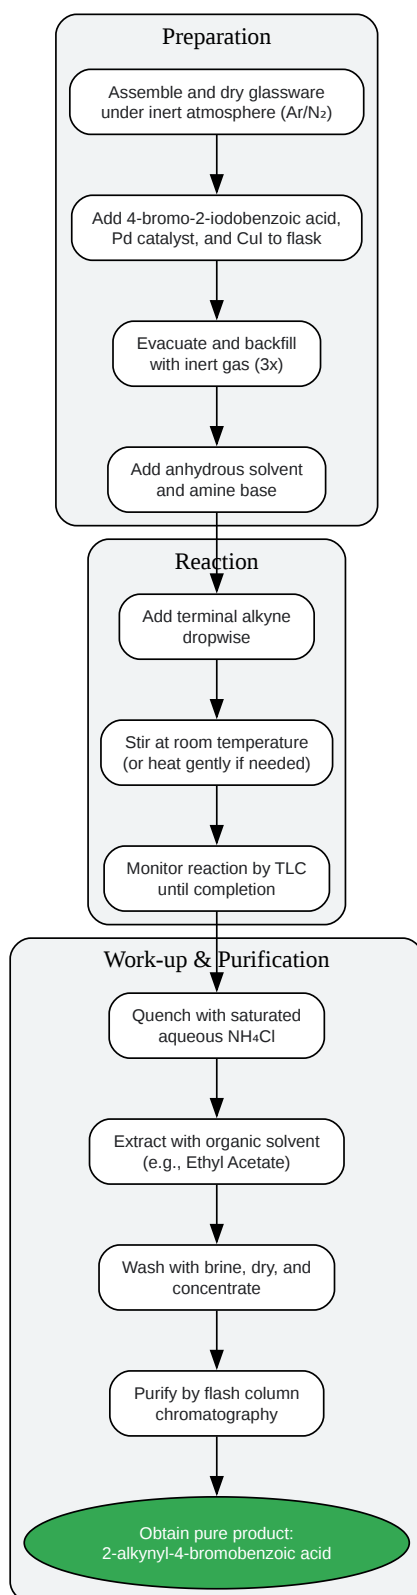 Preparation
Assemble and dry glassware
under inert atmosphere (Ar/N₂)
Add 4-bromo-2-iodobenzoic acid,
Pd catalyst, and CuI to flask
Evacuate and backfill
with inert gas (3x)
Add anhydrous solvent
and amine base
Reaction
Add terminal alkyne
dropwise
Stir at room temperature
(or heat gently if needed)
Monitor reaction by TLC
until completion
Work-up & Purification
Quench with saturated
aqueous NH₄Cl
Extract with organic solvent
(e.g., Ethyl Acetate)
Wash with brine, dry, and
concentrate
Purify by flash column
chromatography
Obtain pure product:
2-alkynyl-4-bromobenzoic acid